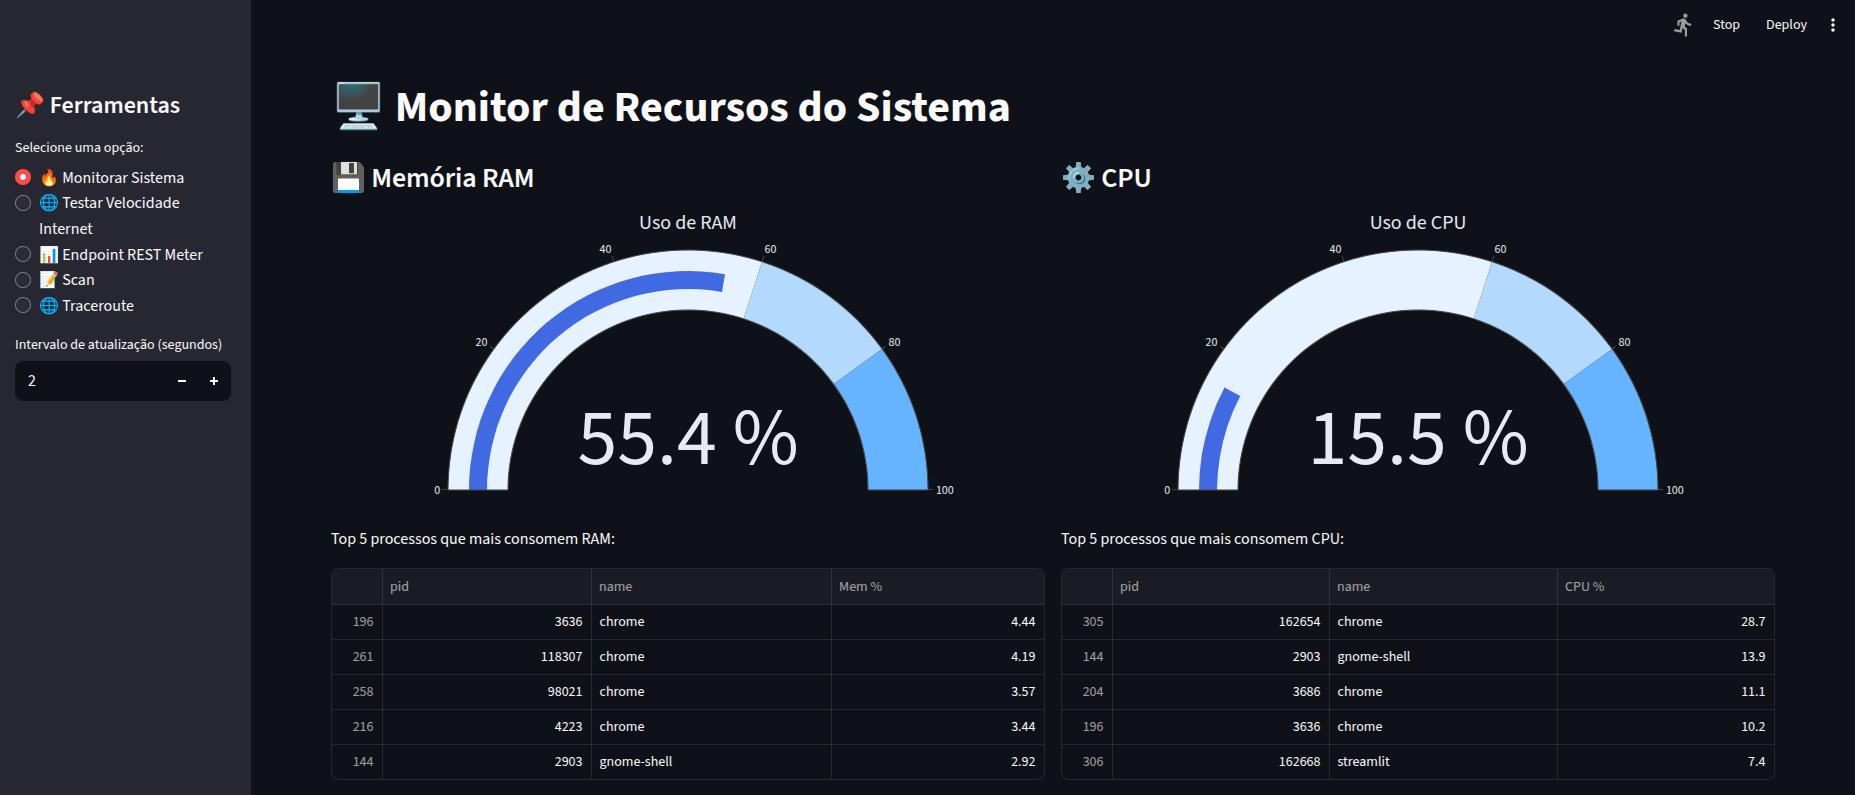 Stop Deploy
📌 Ferramentas
Selecione uma opção:
🔥 Monitorar Sistema
🌐 Testar Velocidade
Internet
📊 Endpoint REST Meter
📝 Scan
🌐 Traceroute
Intervalo de atualização (segundos)
2 − +
🖥️ Monitor de Recursos do Sistema
💾 Memória RAM
Uso de RAM
0 20 40 60 80 100
55.4 %
Top 5 processos que mais consomem RAM:
pid name Mem %
196 3636 chrome 4.44
261 118307 chrome 4.19
258 98021 chrome 3.57
216 4223 chrome 3.44
144 2903 gnome-shell 2.92
⚙️ CPU
Uso de CPU
0 20 40 60 80 100
15.5 %
Top 5 processos que mais consomem CPU:
pid name CPU %
305 162654 chrome 28.7
144 2903 gnome-shell 13.9
204 3686 chrome 11.1
196 3636 chrome 10.2
306 162668 streamlit 7.4